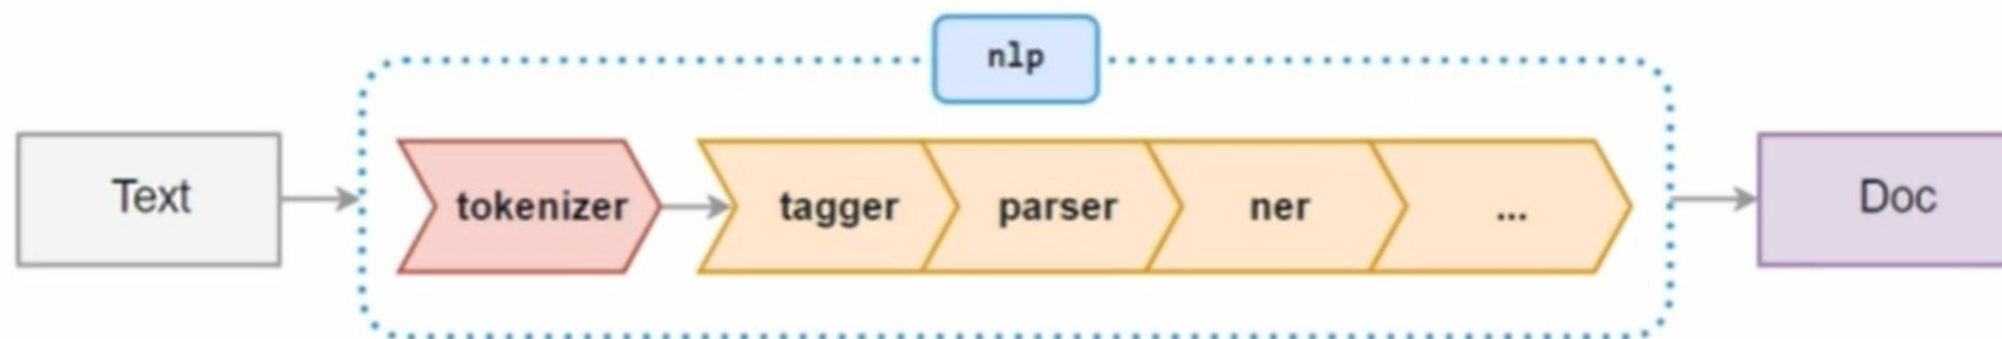 nlp
Text
tokenizer
tagger
parser
ner
...
Doc